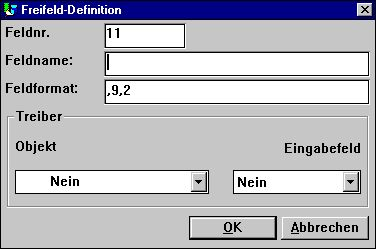 Freifeld-Definition
Feldnr. 11
Feldname:
Feldformat: ,9,2
Treiber
Objekt Eingabefeld
Nein Nein
OK Abbrechen